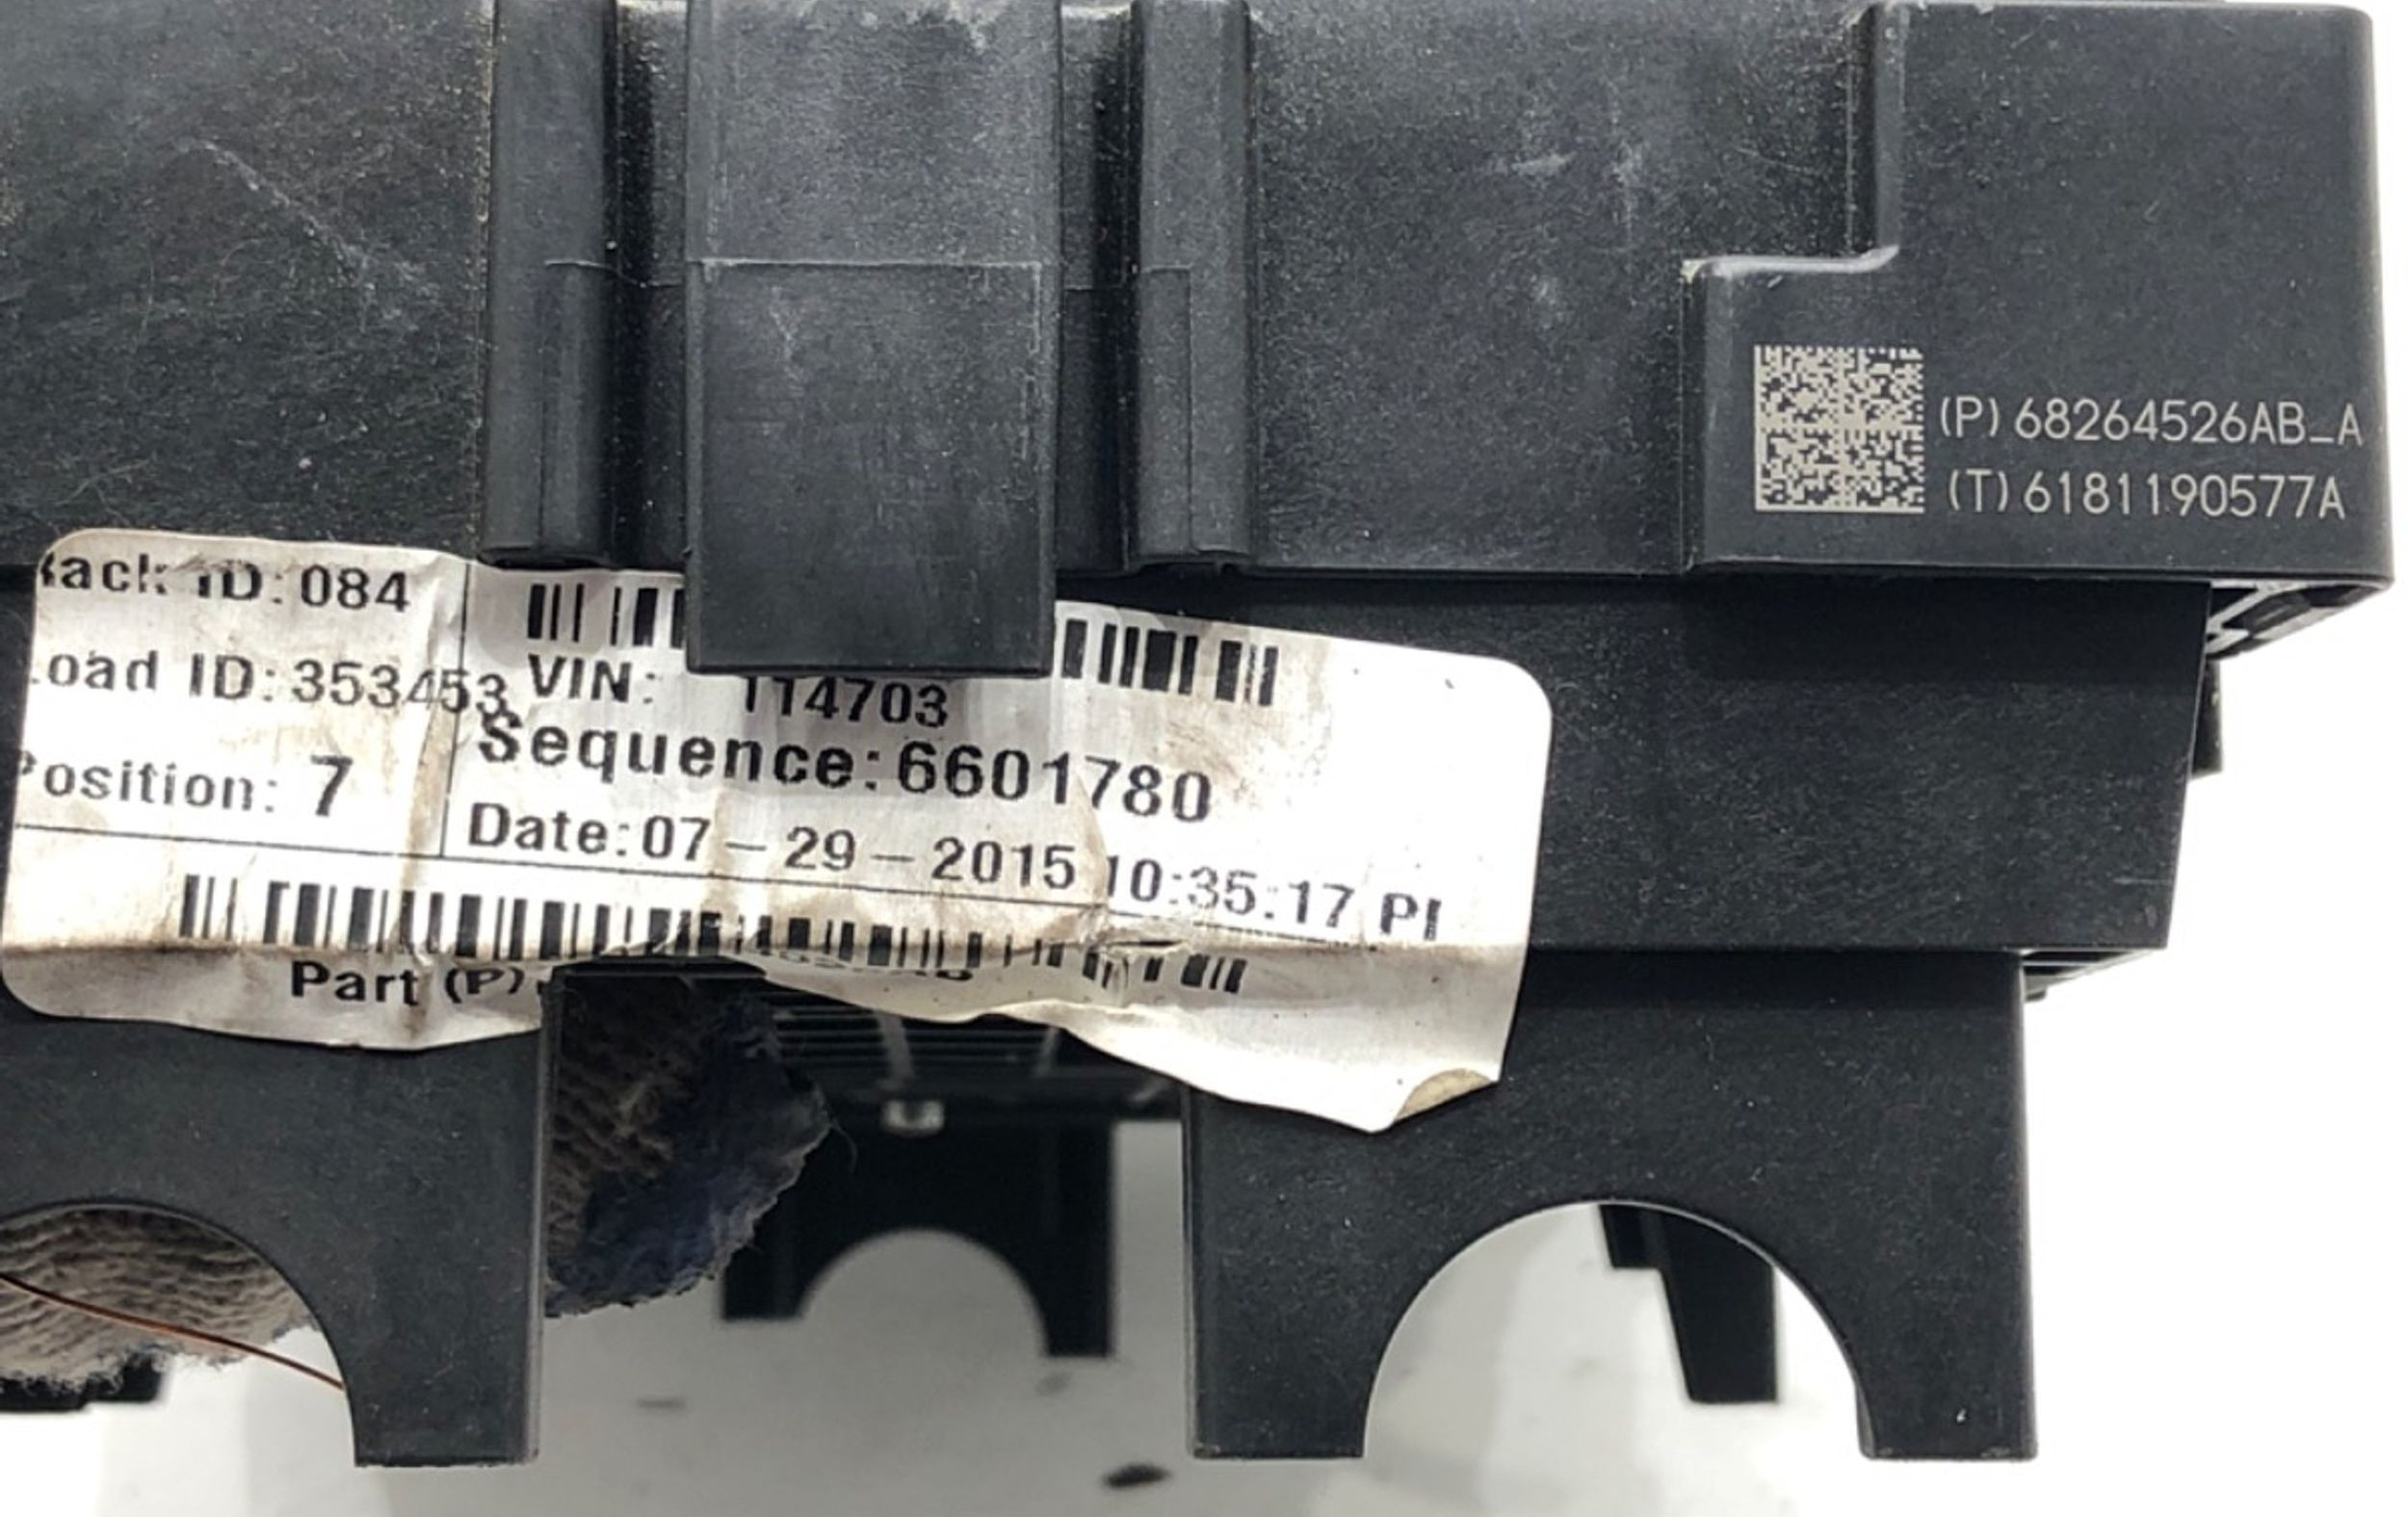 (P) 68264526AB_A
(T) 6181190577A
ID: 084
Load ID: 353453
Position: 7
VIN: 114703
Sequence: 6601780
Date: 07-29-2015 10:35:17
Part (P)